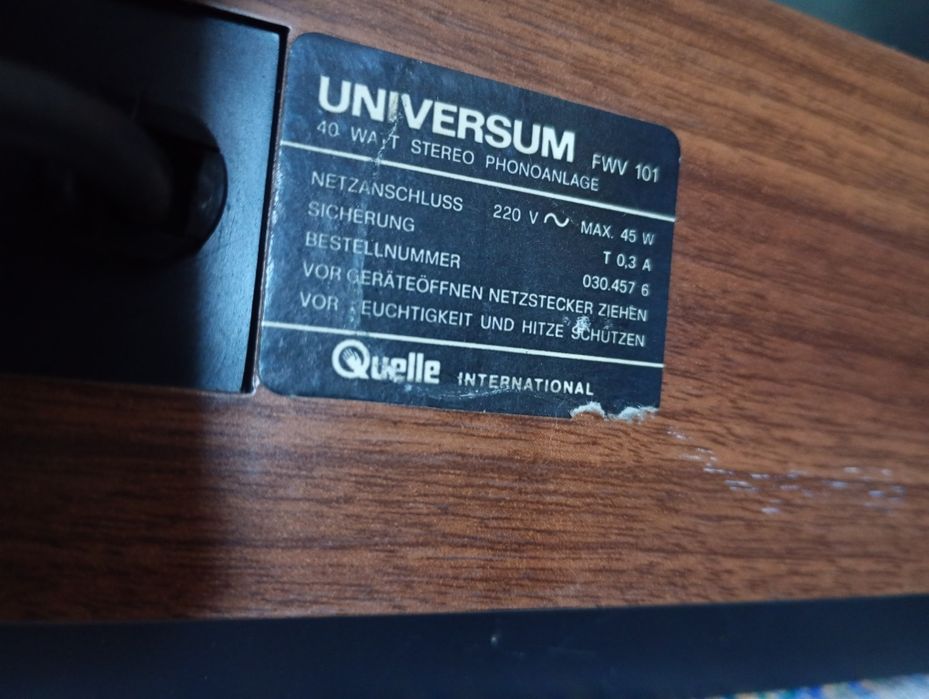 UNIVERSUM FWV 101
40 WATT STEREO PHONOANLAGE
NETZANSCHLUSS 220 V ~ MAX. 45 W
SICHERUNG T 0,3 A
BESTELLNUMMER 030.457 6
VOR GERÄTEÖFFNEN NETZSTECKER ZIEHEN
VOR FEUCHTIGKEIT UND HITZE SCHÜTZEN
Quelle INTERNATIONAL